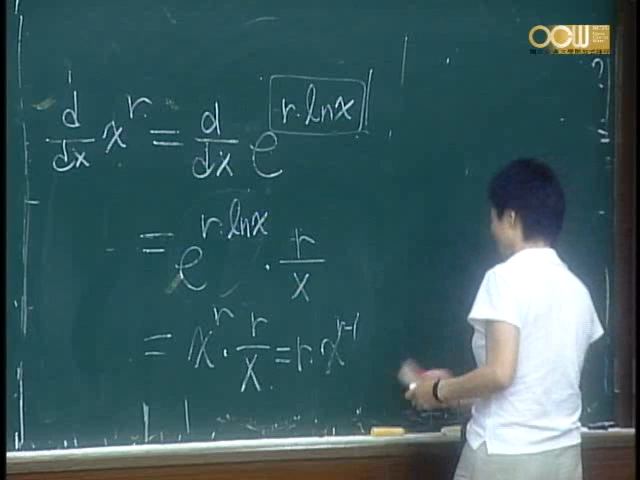 OCW
d/dx x^r = d/dx e^{r·lnx}
= e^{r·lnx} · r/x
= x^r · r/x = r·x^{r-1}